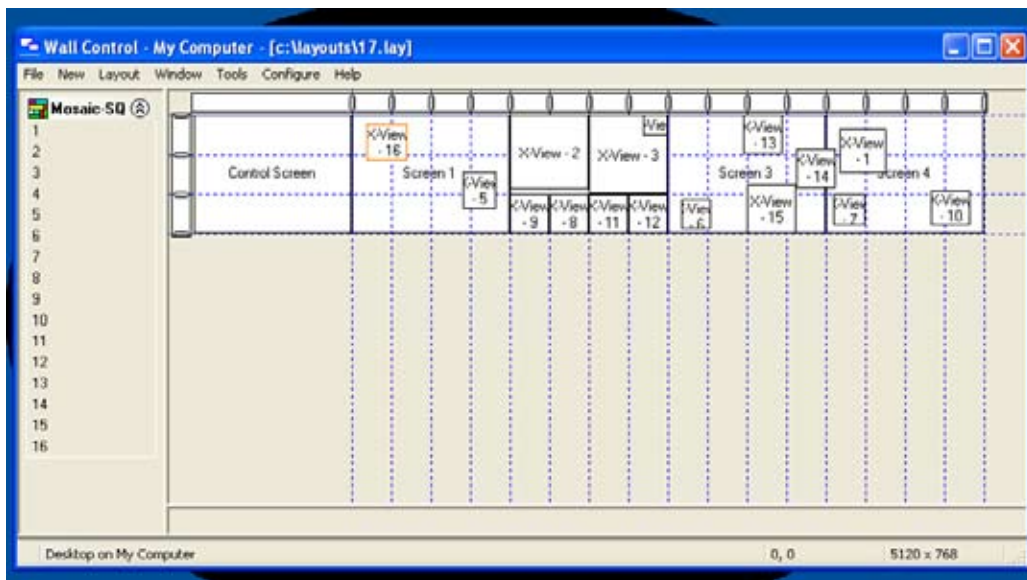 Wall Control - My Computer - [c:\layouts\17.lay]
File New Layout Window Tools Configure Help
Mosaic-SQ
1
2
3
4
5
6
7
8
9
10
11
12
13
14
15
16
Control Screen
Screen 1
X-View
- 16
X-View
- 5
X-View - 2
X-View - 3
X-View
- 9
X-View
- 8
X-View
- 11
X-View
- 12
Screen 3
X-View
- 13
X-View
- 14
X-View
- 15
Screen 4
X-View
- 1
X-View
- 7
X-View
- 10
Desktop on My Computer
0, 0
5120 x 768